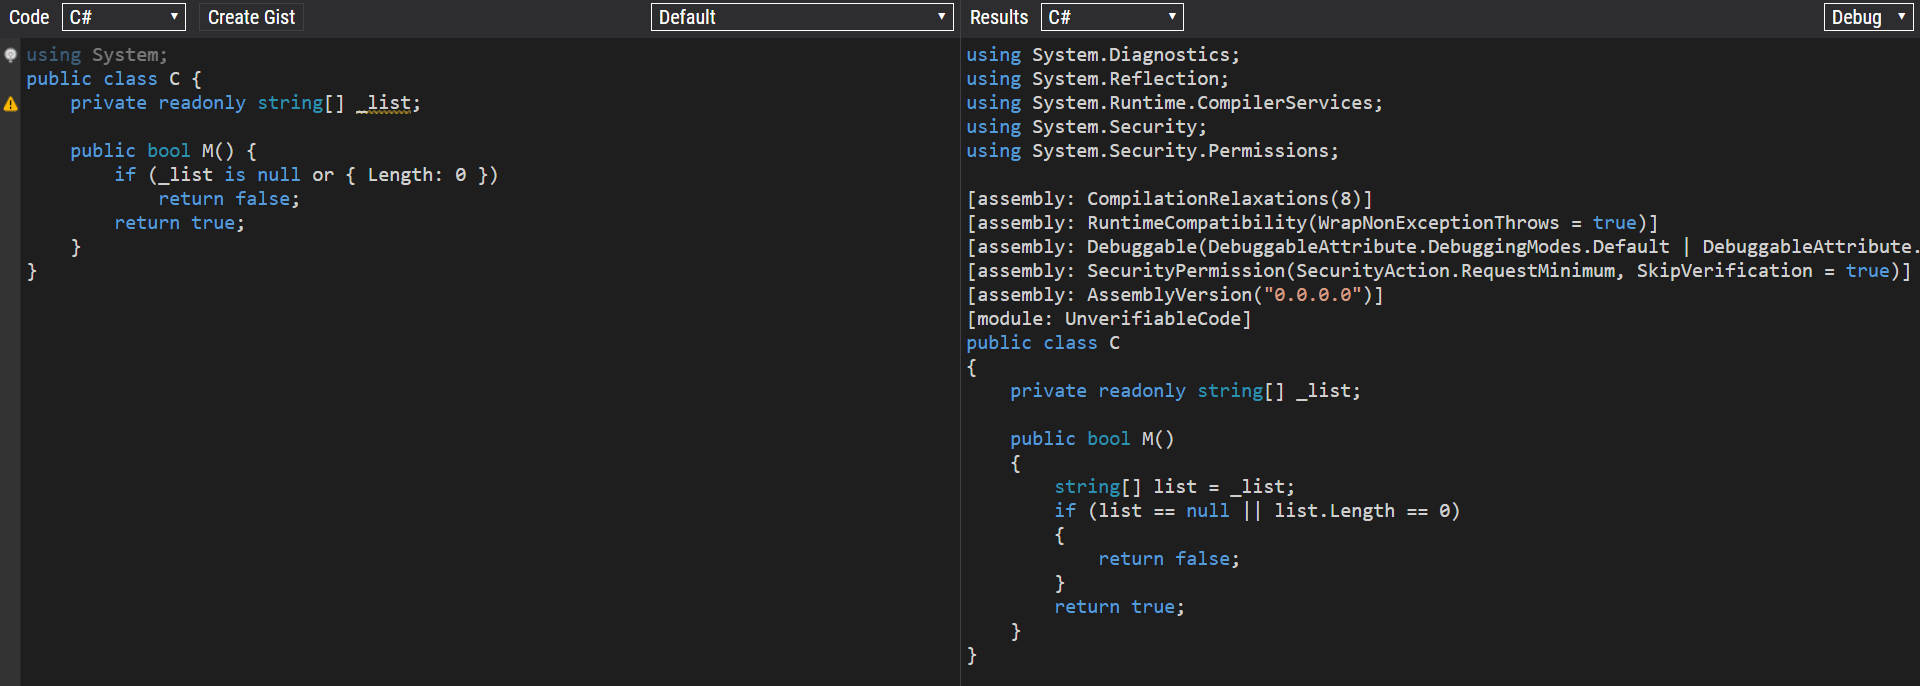 Code C# Create Gist Default Results C# Debug
using System;
public class C {
    private readonly string[] _list;
    public bool M() {
        if (_list is null or { Length: 0 })
            return false;
        return true;
    }
}
using System.Diagnostics;
using System.Reflection;
using System.Runtime.CompilerServices;
using System.Security;
using System.Security.Permissions;
[assembly: CompilationRelaxations(8)]
[assembly: RuntimeCompatibility(WrapNonExceptionThrows = true)]
[assembly: Debuggable(DebuggableAttribute.DebuggingModes.Default | DebuggableAttribute.
[assembly: SecurityPermission(SecurityAction.RequestMinimum, SkipVerification = true)]
[assembly: AssemblyVersion("0.0.0.0")]
[module: UnverifiableCode]
public class C
{
    private readonly string[] _list;
    public bool M()
    {
        string[] list = _list;
        if (list == null || list.Length == 0)
        {
            return false;
        }
        return true;
    }
}